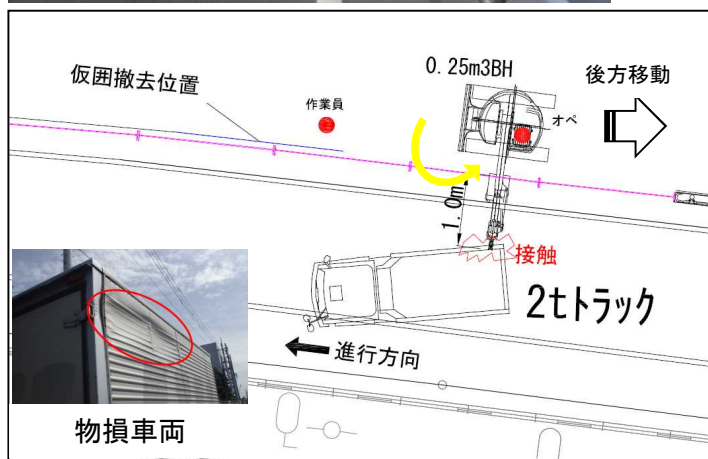 仮囲撤去位置
作業員
0.25m3BH
オペ
後方移動
1.0m
接触
2tトラック
進行方向
物損車両